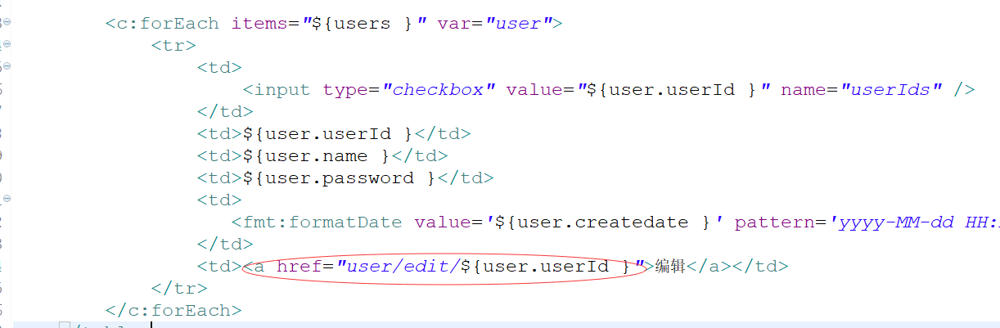 <c:forEach items="${users }" var="user">
<tr>
<td>
<input type="checkbox" value="${user.userId }" name="userIds" />
</td>
<td>${user.userId }</td>
<td>${user.name }</td>
<td>${user.password }</td>
<td>
<fmt:formatDate value='${user.createdate }' pattern='yyyy-MM-dd HH:
</td>
<td><a href="user/edit/${user.userId }">编辑</a></td>
</tr>
</c:forEach>